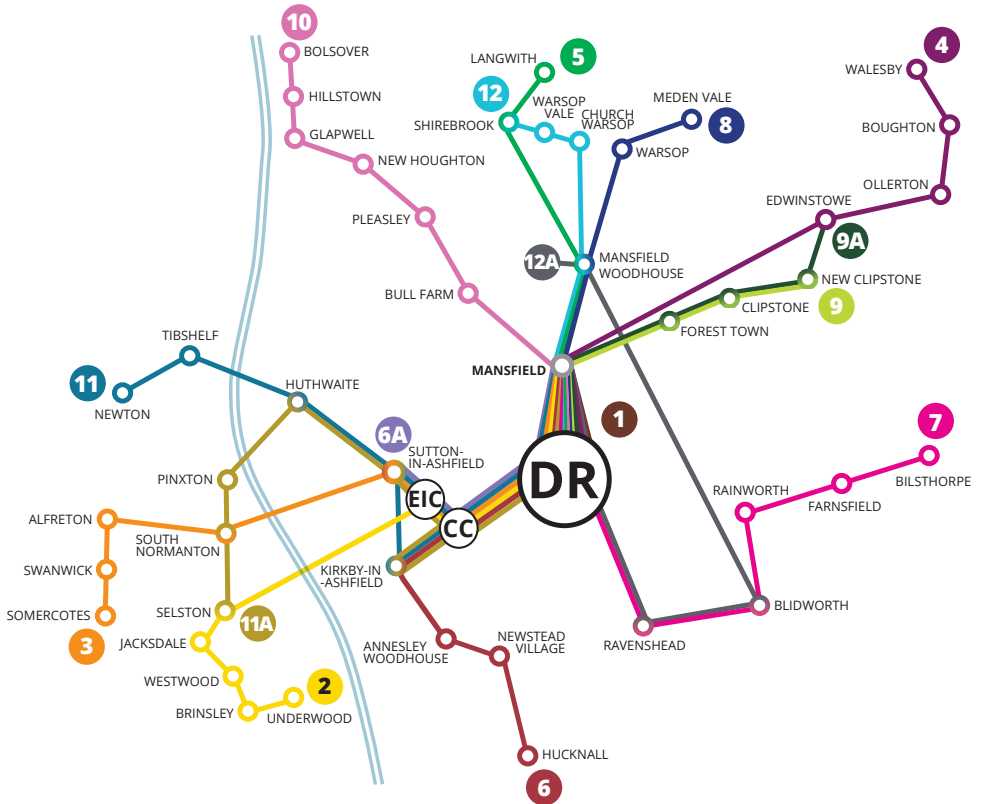 10
BOLSOVER
HILLSTOWN
GLAPWELL
NEW HOUGHTON
PLEASLEY
BULL FARM
LANGWITH
5
12
SHIREBROOK
WARSOP
VALE
CHURCH
WARSOP
MEDEN VALE
8
WARSOP
12A
MANSFIELD
WOODHOUSE
4
WALESBY
BOUGHTON
OLLERTON
EDWINSTOWE
9A
NEW CLIPSTONE
CLIPSTONE
9
FOREST TOWN
MANSFIELD
TIBSHELF
11
NEWTON
HUTHWAITE
6A
SUTTON-
IN-ASHFIELD
EIC
CC
DR
1
7
BILSTHORPE
FARNSFIELD
RAINWORTH
BLIDWORTH
RAVENSHEAD
PINXTON
ALFRETON
SOUTH
NORMANTON
SWANWICK
SOMERCOTES
3
KIRKBY-IN
-ASHFIELD
SELSTON
11A
JACKSDALE
WESTWOOD
BRINSLEY
2
UNDERWOOD
ANNESLEY
WOODHOUSE
NEWSTEAD
VILLAGE
HUCKNALL
6